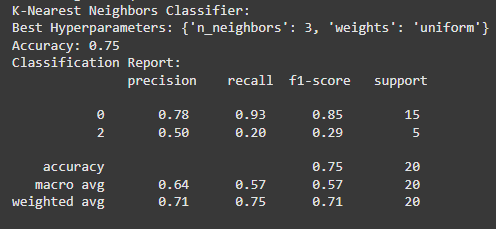 K-Nearest Neighbors Classifier:
Best Hyperparameters: {'n_neighbors': 3, 'weights': 'uniform'}
Accuracy: 0.75
Classification Report:
precision recall f1-score support
0 0.78 0.93 0.85 15
2 0.50 0.20 0.29 5
accuracy 0.75 20
macro avg 0.64 0.57 0.57 20
weighted avg 0.71 0.75 0.71 20